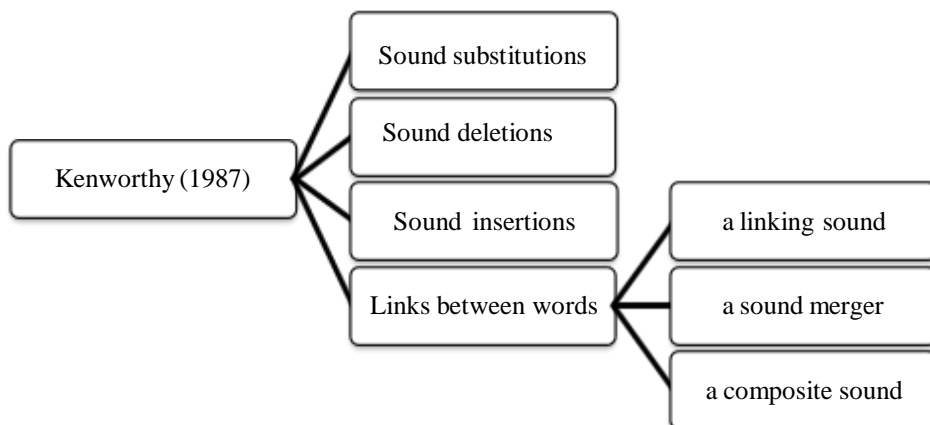 Kenworthy (1987)
Sound substitutions
Sound deletions
Sound insertions
Links between words
a linking sound
a sound merger
a composite sound